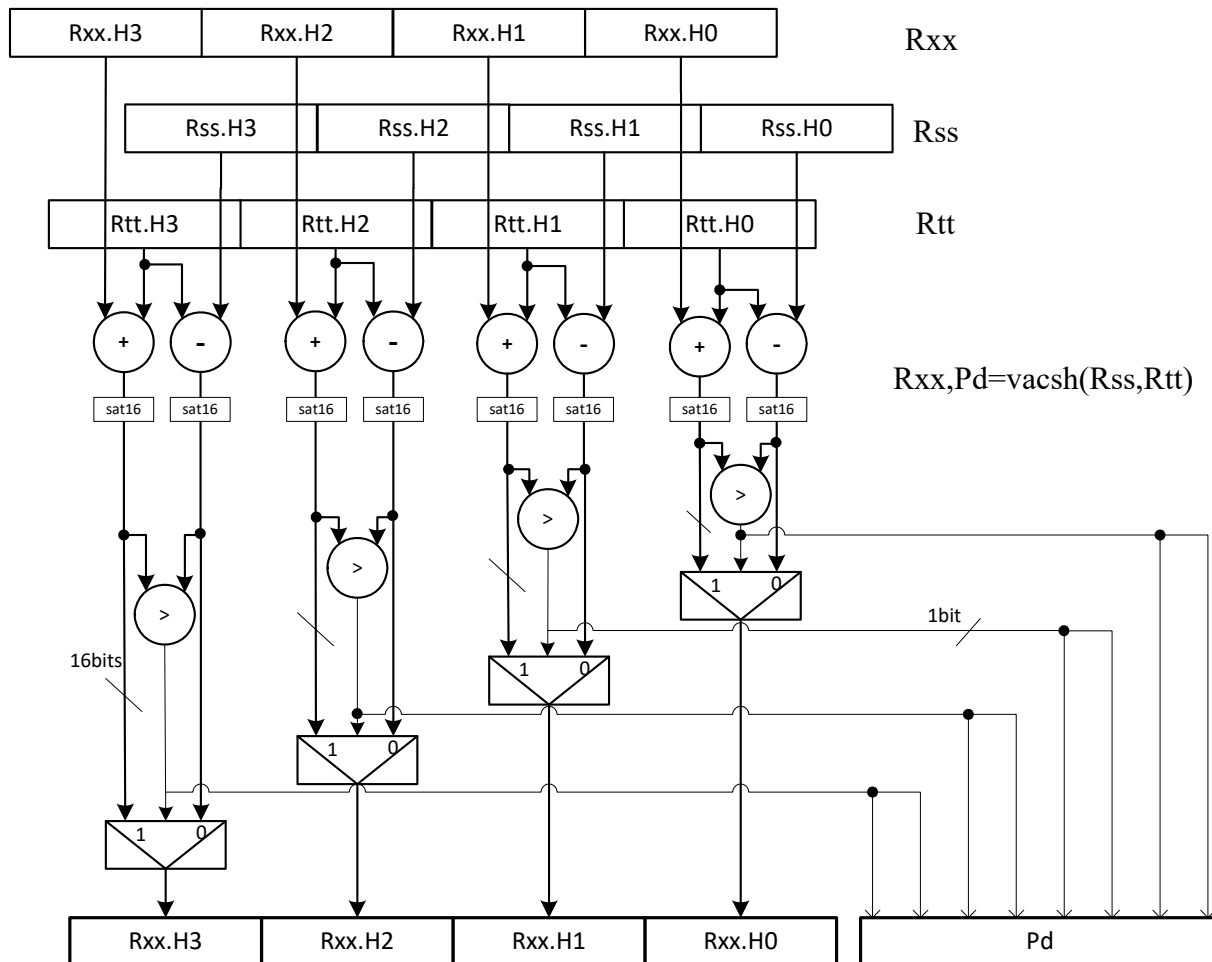 Rxx.H3 Rxx.H2 Rxx.H1 Rxx.H0 Rxx
Rss.H3 Rss.H2 Rss.H1 Rss.H0 Rss
Rtt.H3 Rtt.H2 Rtt.H1 Rtt.H0 Rtt
+ - + - + - + -
Rxx,Pd=vacsh(Rss,Rtt)
sat16 sat16 sat16 sat16 sat16 sat16 sat16 sat16
>
>
>
1 0
>
1bit
16bits
1 0
1 0
1 0
Rxx.H3 Rxx.H2 Rxx.H1 Rxx.H0 Pd